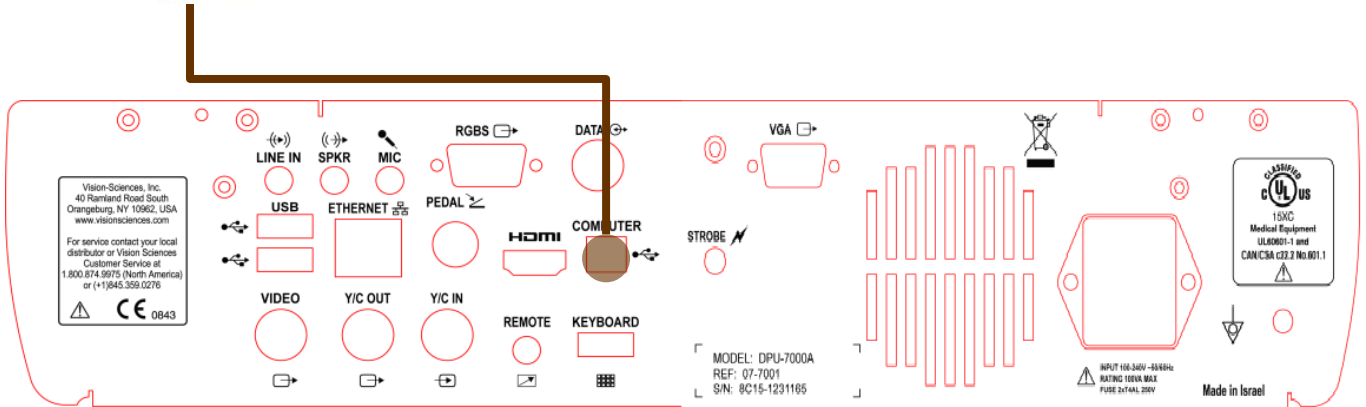 RGBS
DATA
VGA
LINE IN
SPKR
MIC
Vision-Sciences, Inc.
40 Ramland Road South
Orangeburg, NY 10962, USA
www.visionsciences.com
For service contact your local
distributor or Vision Sciences
Customer Service at
1.800.874.9975 (North America)
or (+1)845.359.0276
CE 0843
USB
ETHERNET
PEDAL
HDMI
COMPUTER
STROBE
VIDEO
Y/C OUT
Y/C IN
REMOTE
KEYBOARD
MODEL: DPU-7000A
REF: 07-7001
S/N: 8C15-1231165
CLASSIFIED
C UL US
15XC
Medical Equipment
UL60601-1 and
CAN/CSA c22.2 No.601.1
INPUT 100-240V ~50/60Hz
RATING 100VA MAX
FUSE 2xT4AL 250V
Made in Israel